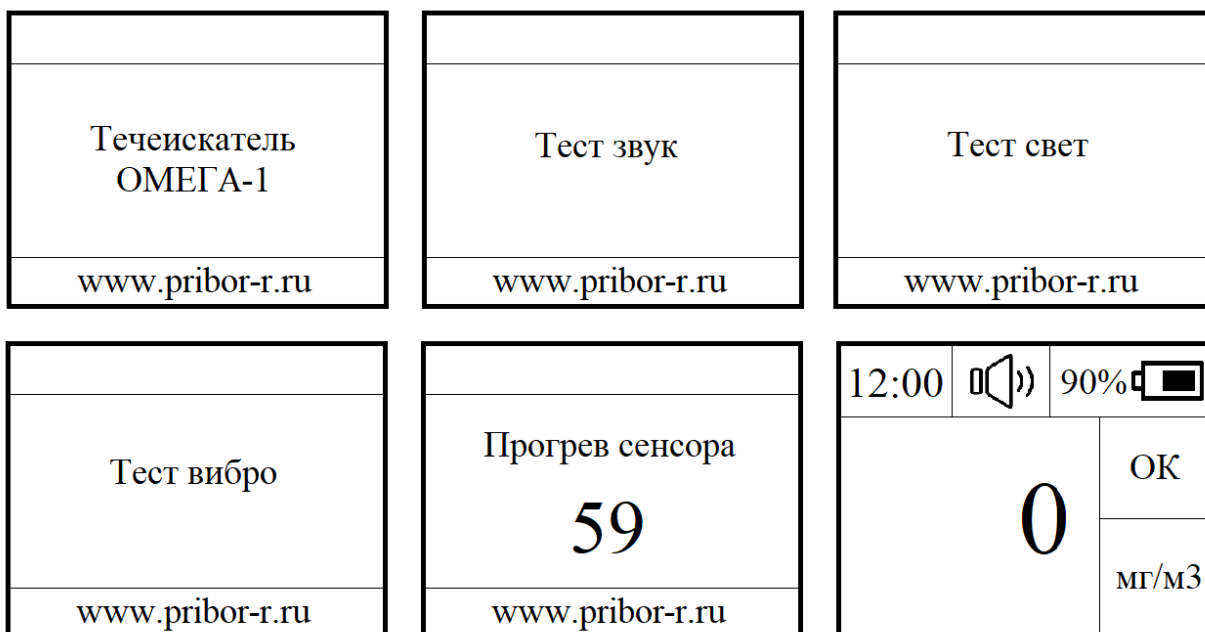 Течеискатель
ОМЕГА-1
www.pribor-r.ru
Тест звук
www.pribor-r.ru
Тест свет
www.pribor-r.ru
Тест вибро
www.pribor-r.ru
Прогрев сенсора
59
www.pribor-r.ru
12:00 90%
0
ОК
мг/м3